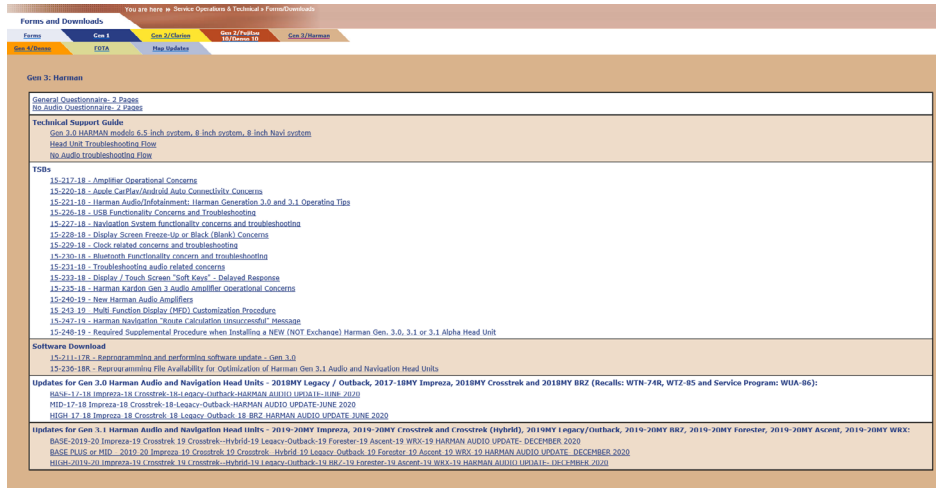 You are here » Service Operations & Technical » Forms/Downloads
Forms and Downloads
Forms
Gen 1
Gen 2/Clarion
Gen 2/Fujitsu 10/Denso 10
Gen 3/Harman
Gen 4/Denso
FOTA
Map Updates
Gen 3: Harman
General Questionnaire- 2 Pages
No Audio Questionnaire- 2 Pages
Technical Support Guide
Gen 3.0 HARMAN models 6.5 inch system, 8 inch system, 8 inch Navi system
Head Unit Troubleshooting Flow
No Audio troubleshooting Flow
TSBs
15-217-18 - Amplifier Operational Concerns
15-220-18 - Apple CarPlay/Android Auto Connectivity Concerns
15-221-18 - Harman Audio/Infotainment: Harman Generation 3.0 and 3.1 Operating Tips
15-226-18 - USB Functionality Concerns and Troubleshooting
15-227-18 - Navigation System functionality concerns and troubleshooting
15-228-18 - Display Screen Freeze-Up or Black (Blank) Concerns
15-229-18 - Clock related concerns and troubleshooting
15-230-18 - Bluetooth Functionality concern and troubleshooting
15-231-18 - Troubleshooting audio related concerns
15-233-18 - Display / Touch Screen "Soft Keys" - Delayed Response
15-235-18 - Harman Kardon Gen 3 Audio Amplifier Operational Concerns
15-240-19 - New Harman Audio Amplifiers
15-243-19 - Multi-Function Display (MFD) Customization Procedure
15-247-19 - Harman Navigation "Route Calculation Unsuccessful" Message
15-248-19 - Required Supplemental Procedure when Installing a NEW (NOT Exchange) Harman Gen. 3.0, 3.1 or 3.1 Alpha Head Unit
Software Download
15-211-17R - Reprogramming and performing software update - Gen 3.0
15-236-18R - Reprogramming File Availability for Optimization of Harman Gen 3.1 Audio and Navigation Head Units
Updates for Gen 3.0 Harman Audio and Navigation Head Units - 2018MY Legacy / Outback, 2017-18MY Impreza, 2018MY Crosstrek and 2018MY BRZ (Recalls: WTN-74R, WTZ-85 and Service Program: WUA-86):
BASE-17-18 Impreza-18 Crosstrek-18-Legacy-Outback-HARMAN AUDIO UPDATE-JUNE 2020
MID-17-18 Impreza-18 Crosstrek-18-Legacy-Outback-HARMAN AUDIO UPDATE-JUNE 2020
HIGH-17-18 Impreza-18 Crosstrek-18-Legacy-Outback-18 BRZ-HARMAN AUDIO UPDATE-JUNE 2020
Updates for Gen 3.1 Harman Audio and Navigation Head Units - 2019-20MY Impreza, 2019-20MY Crosstrek and Crosstrek (Hybrid), 2019MY Legacy/Outback, 2019-20MY BRZ, 2019-20MY Forester, 2019-20MY Ascent, 2019-20MY WRX:
BASE-2019-20 Impreza-19 Crosstrek-19 Crosstrek--Hybrid-19 Legacy-Outback-19 Forester-19 Ascent-19 WRX-19 HARMAN AUDIO UPDATE- DECEMBER 2020
BASE PLUS or MID - 2019-20 Impreza-19 Crosstrek-19 Crosstrek--Hybrid-19 Legacy-Outback-19 Forester-19 Ascent-19 WRX-19 HARMAN AUDIO UPDATE- DECEMBER 2020
HIGH-2019-20 Impreza-19 Crosstrek-19 Crosstrek--Hybrid-19 Legacy-Outback-19 BRZ-19 Forester-19 Ascent-19 WRX-19 HARMAN AUDIO UPDATE- DECEMBER 2020